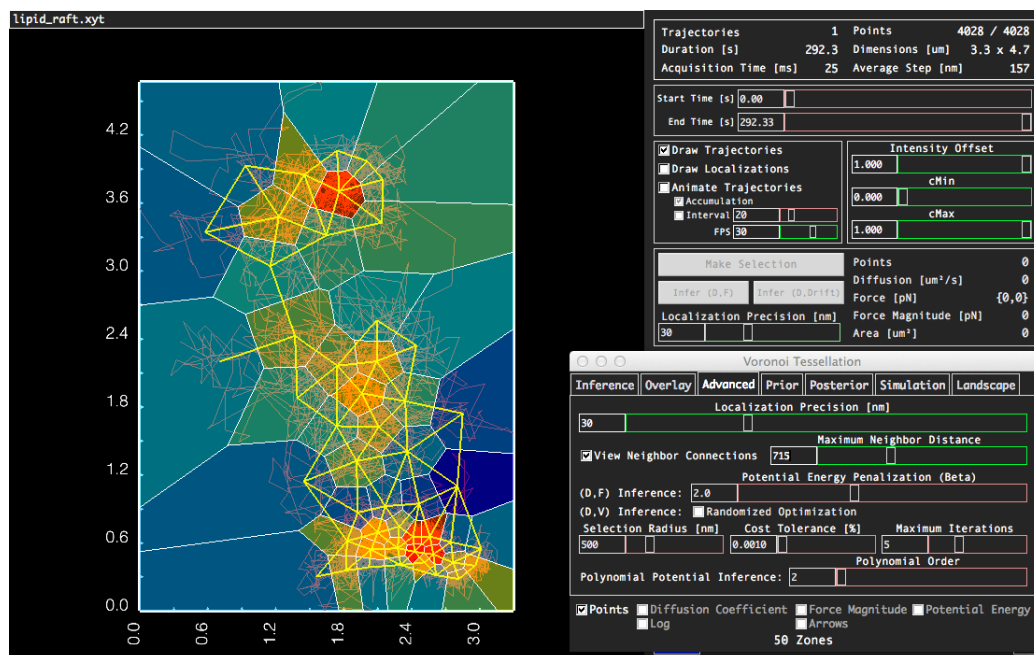 lipid_raft.xyt
Trajectories 1 Points 4028 / 4028
Duration [s] 292.3 Dimensions [um] 3.3 x 4.7
Acquisition Time [ms] 25 Average Step [nm] 157
Start Time [s] 0.00
End Time [s] 292.33
Draw Trajectories
Draw Localizations
Animate Trajectories
Accumulation
Interval 20
FPS 30
Intensity Offset
1.000
cMin
0.000
cMax
1.000
Make Selection
Infer (D,F) Infer (D,Drift)
Localization Precision [nm]
30
Points 0
Diffusion [um²/s] 0
Force [pN] {0,0}
Force Magnitude [pN] 0
Area [um²] 0
4.2
3.6
3.0
2.4
1.8
1.2
0.6
0.0
0.0 0.6 1.2 1.8 2.4 3.0
Voronoi Tessellation
Inference Overlay Advanced Prior Posterior Simulation Landscape
Localization Precision [nm]
30
Maximum Neighbor Distance
View Neighbor Connections 715
Potential Energy Penalization (Beta)
(D,F) Inference: 2.0
(D,V) Inference: Randomized Optimization
Selection Radius [nm] Cost Tolerance [%] Maximum Iterations
500 0.0010 5
Polynomial Order
Polynomial Potential Inference: 2
Points Diffusion Coefficient Force Magnitude Potential Energy
Log Arrows
50 Zones